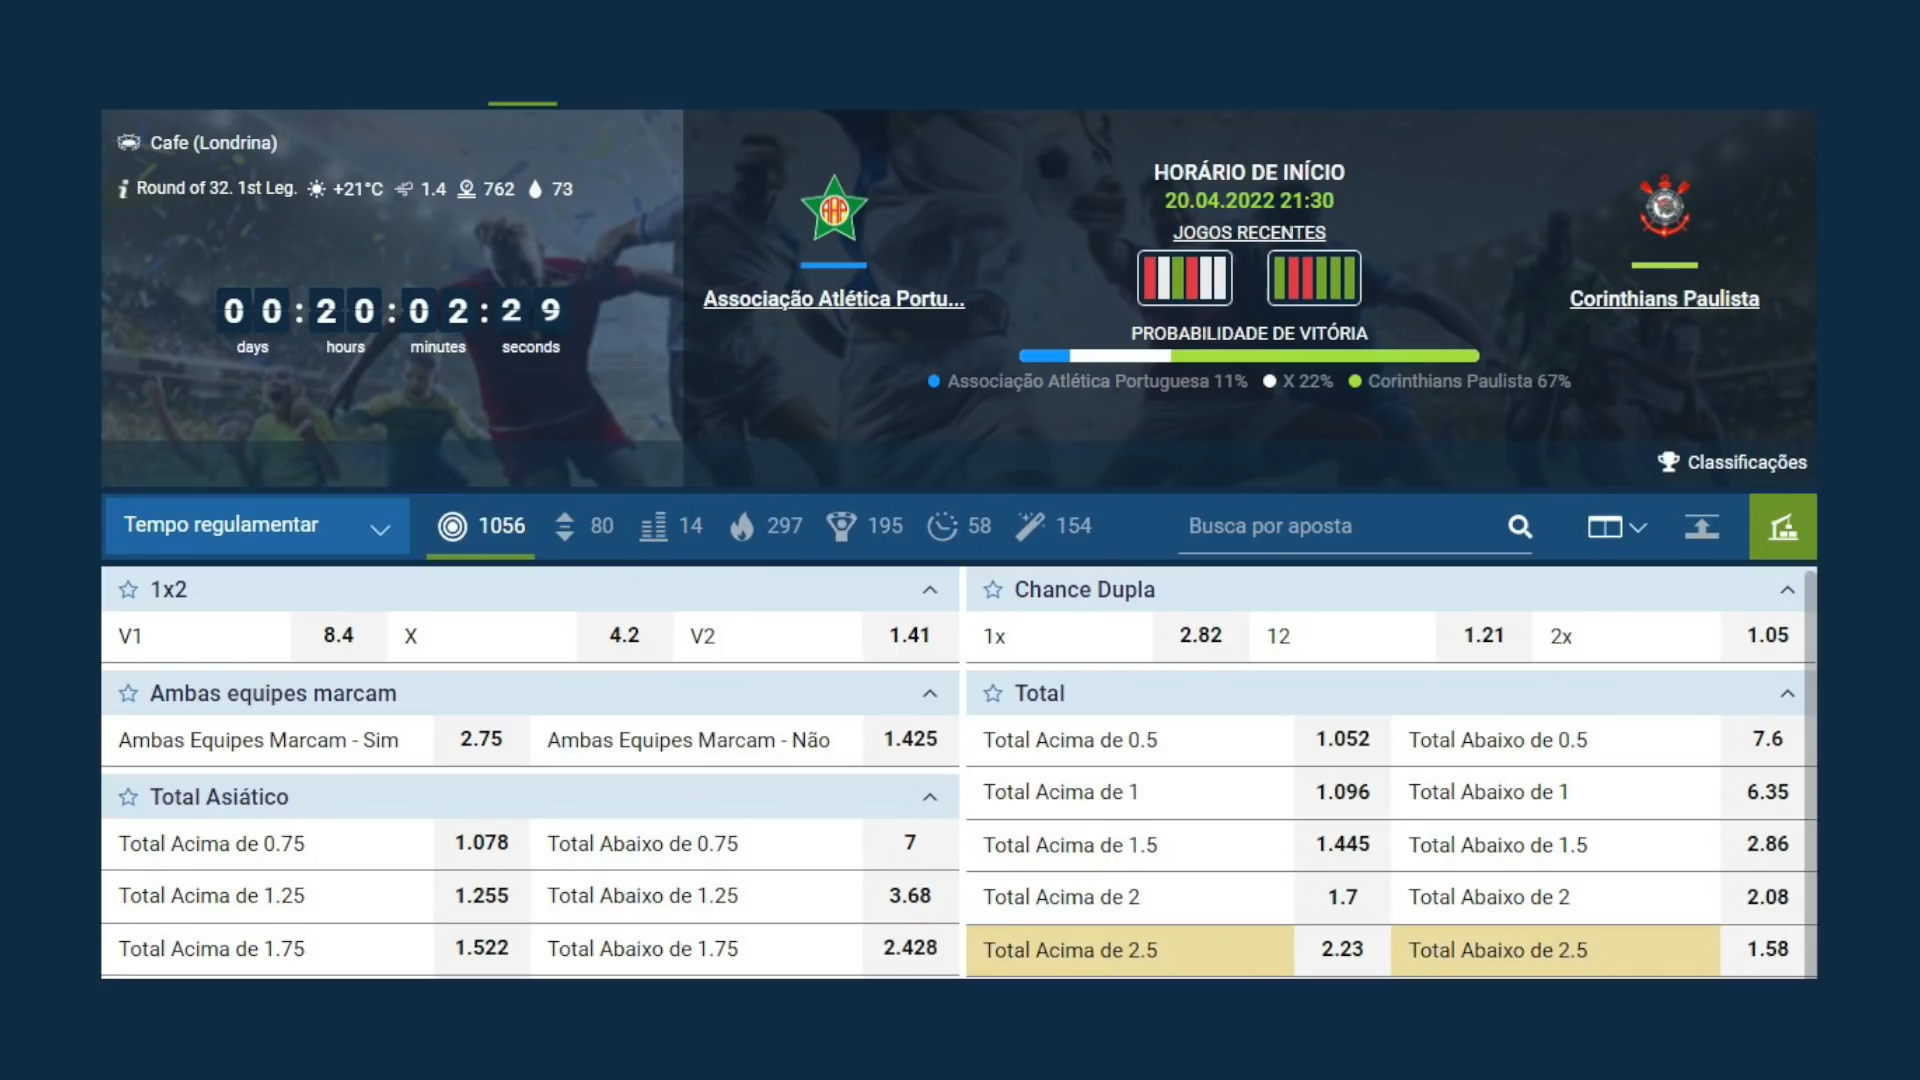 Cafe (Londrina)
Round of 32. 1st Leg. +21°C 1.4 762 73
00:20:02:29
days hours minutes seconds
AAP
Associação Atlética Portu...
HORÁRIO DE INÍCIO
20.04.2022 21:30
JOGOS RECENTES
PROBABILIDADE DE VITÓRIA
Associação Atlética Portuguesa 11% X 22% Corinthians Paulista 67%
Corinthians Paulista
Classificações
Tempo regulamentar 1056 80 14 297 195 58 154 Busca por aposta
1x2
V1 8.4 X 4.2 V2 1.41
Ambas equipes marcam
Ambas Equipes Marcam - Sim 2.75 Ambas Equipes Marcam - Não 1.425
Total Asiático
Total Acima de 0.75 1.078 Total Abaixo de 0.75 7
Total Acima de 1.25 1.255 Total Abaixo de 1.25 3.68
Total Acima de 1.75 1.522 Total Abaixo de 1.75 2.428
Chance Dupla
1x 2.82 12 1.21 2x 1.05
Total
Total Acima de 0.5 1.052 Total Abaixo de 0.5 7.6
Total Acima de 1 1.096 Total Abaixo de 1 6.35
Total Acima de 1.5 1.445 Total Abaixo de 1.5 2.86
Total Acima de 2 1.7 Total Abaixo de 2 2.08
Total Acima de 2.5 2.23 Total Abaixo de 2.5 1.58